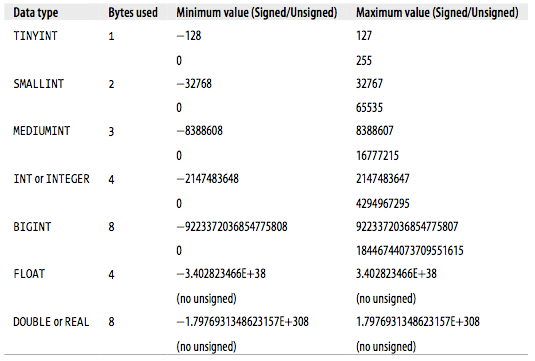 Data type Bytes used Minimum value (Signed/Unsigned) Maximum value (Signed/Unsigned)
TINYINT 1 −128 127
0 255
SMALLINT 2 −32768 32767
0 65535
MEDIUMINT 3 −8388608 8388607
0 16777215
INT or INTEGER 4 −2147483648 2147483647
0 4294967295
BIGINT 8 −9223372036854775808 9223372036854775807
0 18446744073709551615
FLOAT 4 −3.402823466E+38 3.402823466E+38
(no unsigned) (no unsigned)
DOUBLE or REAL 8 −1.7976931348623157E+308 1.7976931348623157E+308
(no unsigned) (no unsigned)